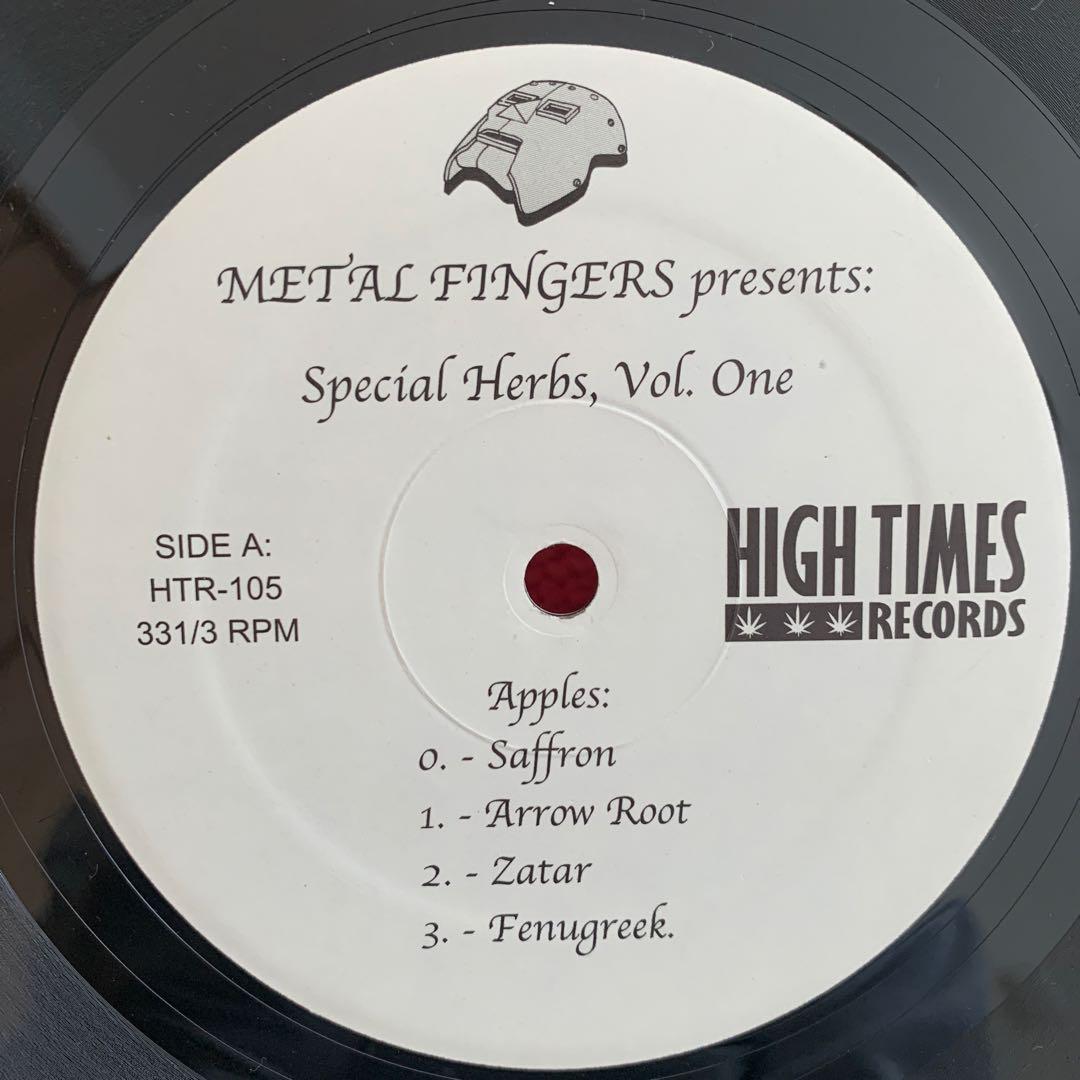 METAL FINGERS presents:
Special Herbs, Vol. One
SIDE A:
HTR-105
331/3 RPM
HIGH TIMES
RECORDS
Apples:
0. - Saffron
1. - Arrow Root
2. - Zatar
3. - Fenugreek.